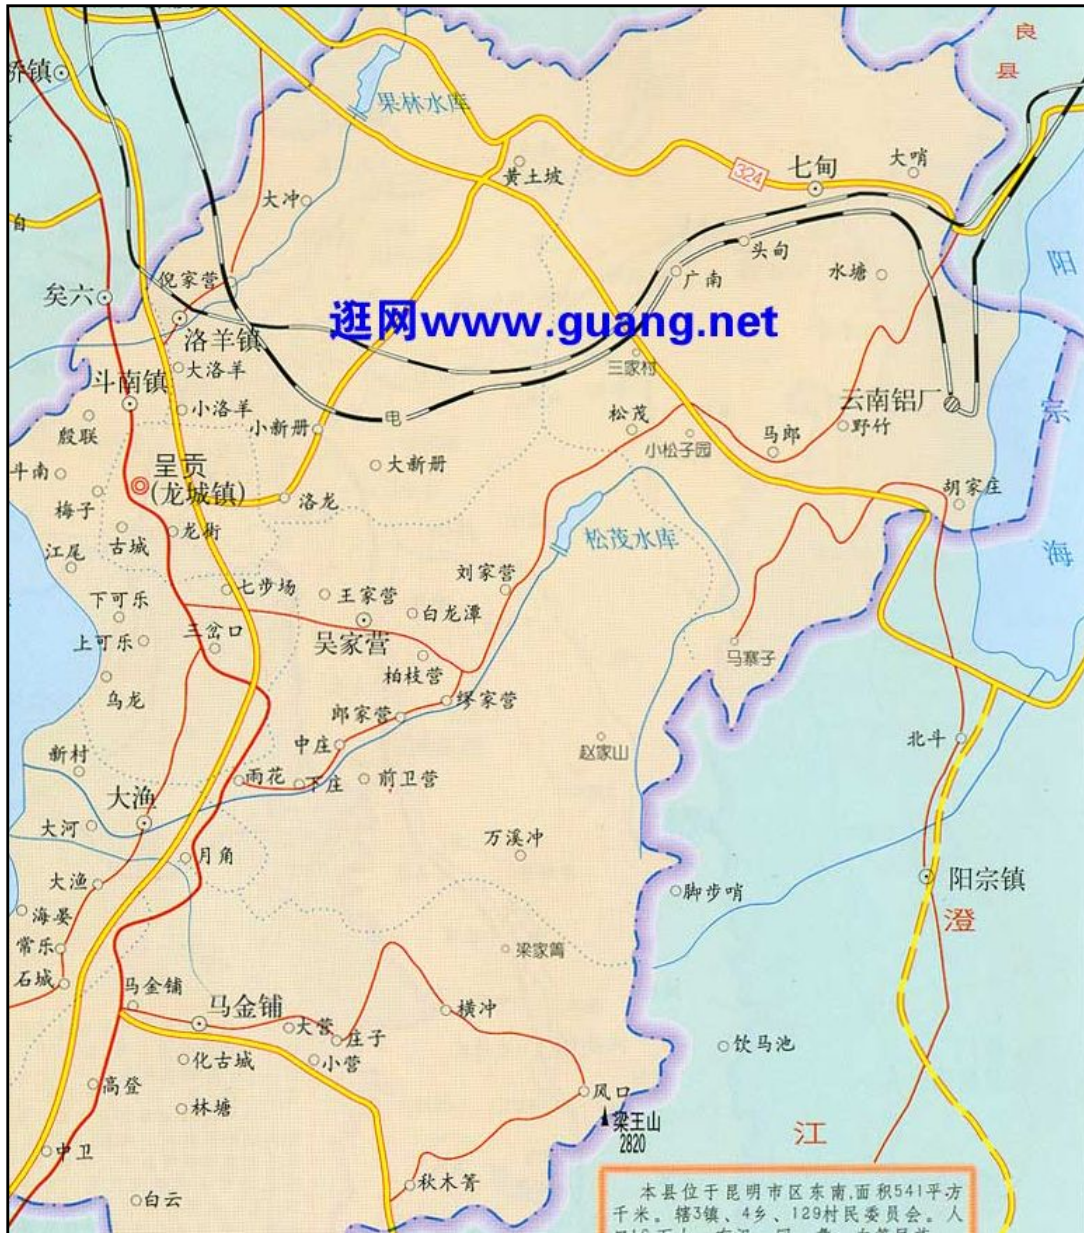 良
县
桥镇
果林水库
黄土坡
324
七甸
大哨
大冲
阳
头甸
倪家营
广南
水塘
矣六
逛网www.guang.net
洛羊镇
三家村
大洛羊
斗南镇
云南铝厂
宗
小洛羊
松茂
殷联
小新册
电
马郎
野竹
小松子园
呈贡
斗南
大新册
(龙城镇)
胡家庄
梅子
洛龙
龙街
古城
松茂水库
江尾
海
刘家营
七步场
下可乐
王家营
白龙潭
三岔口
上可乐
吴家营
马寨子
柏枝营
乌龙
缪家营
郎家营
北斗
中庄
赵家山
新村
雨花
下庄
前卫营
大渔
大河
万溪冲
月角
阳宗镇
大渔
脚步哨
海晏
澄
常乐
梁家箐
石城
马金铺
马金铺
横冲
大营
庄子
饮马池
化古城
小营
高登
风口
林塘
梁王山
2820
江
中卫
秋木箐
白云
本县位于昆明市区东南,面积541平方
千米。辖3镇、4乡、129村民委员会。人